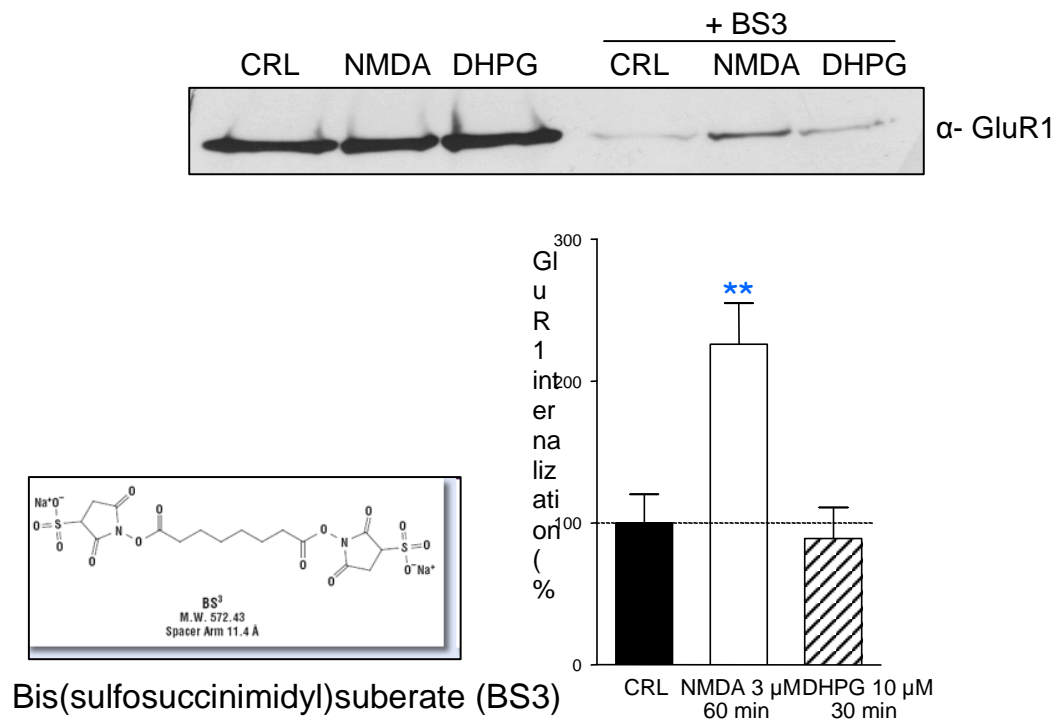 + BS3
CRL NMDA DHPG CRL NMDA DHPG
α- GluR1
300
200
100
0
Gl
u
R
1
int
er
na
liz
ati
on
(
%
**
CRL NMDA 3 µM DHPG 10 µM
60 min 30 min
Na⁺O⁻
O S O
O
O
O
N
O
O
O
O
O
N
O
O
S O
O
O⁻Na⁺
BS³
M.W. 572.43
Spacer Arm 11.4 Å
Bis(sulfosuccinimidyl)suberate (BS3)